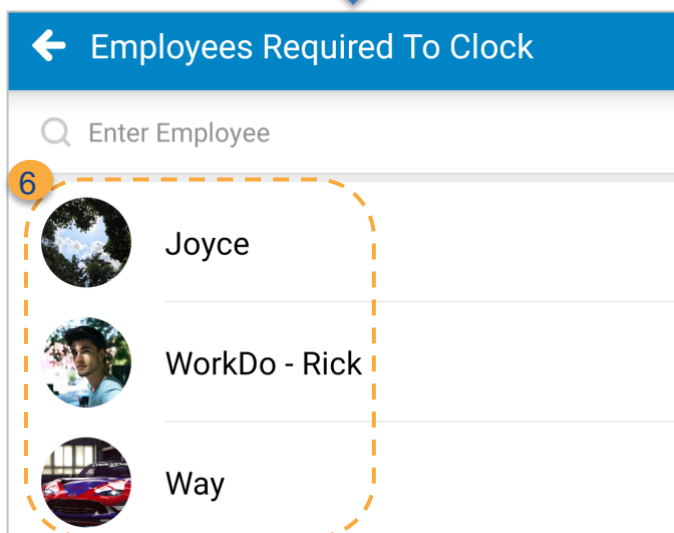 Employees Required To Clock
Enter Employee
6
Joyce
WorkDo - Rick
Way